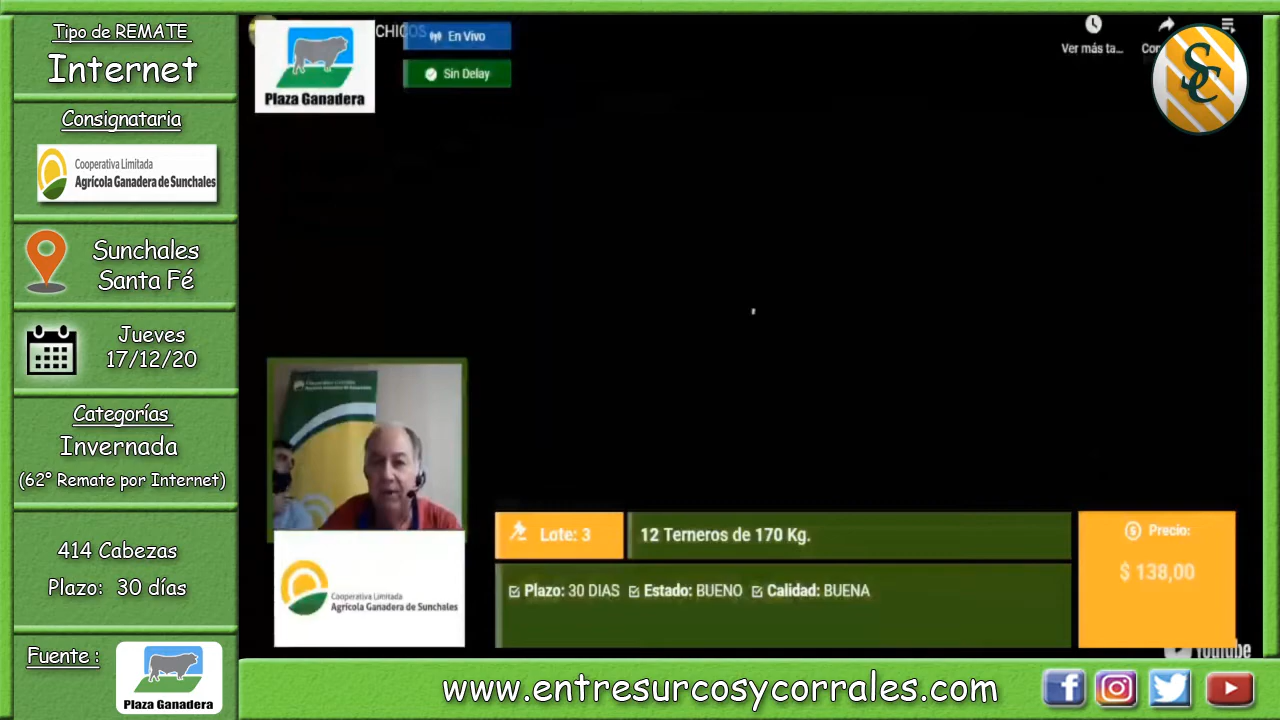 Tipo de REMATE
Internet
Consignataria
Cooperativa Limitada
Agrícola Ganadera de Sunchales
Sunchales
Santa Fé
Jueves
17/12/20
Categorías
Invernada
(62° Remate por Internet)
414 Cabezas
Plazo: 30 días
Fuente :
Plaza Ganadera
Plaza Ganadera
CHICOS
En Vivo
Sin Delay
Ver más ta...
SC
Cooperativa Limitada
Agrícola Ganadera de Sunchales
Lote: 3
12 Terneros de 170 Kg.
Plazo: 30 DIAS Estado: BUENO Calidad: BUENA
Precio:
$ 138,00
YouTube
www.entresurcosycorrales.com